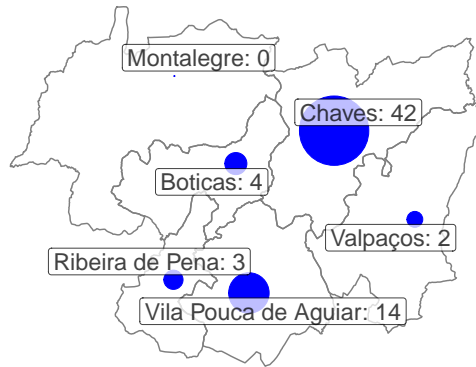 Montalegre: 0
Chaves: 42
Boticas: 4
Valpaços: 2
Ribeira de Pena: 3
Vila Pouca de Aguiar: 14